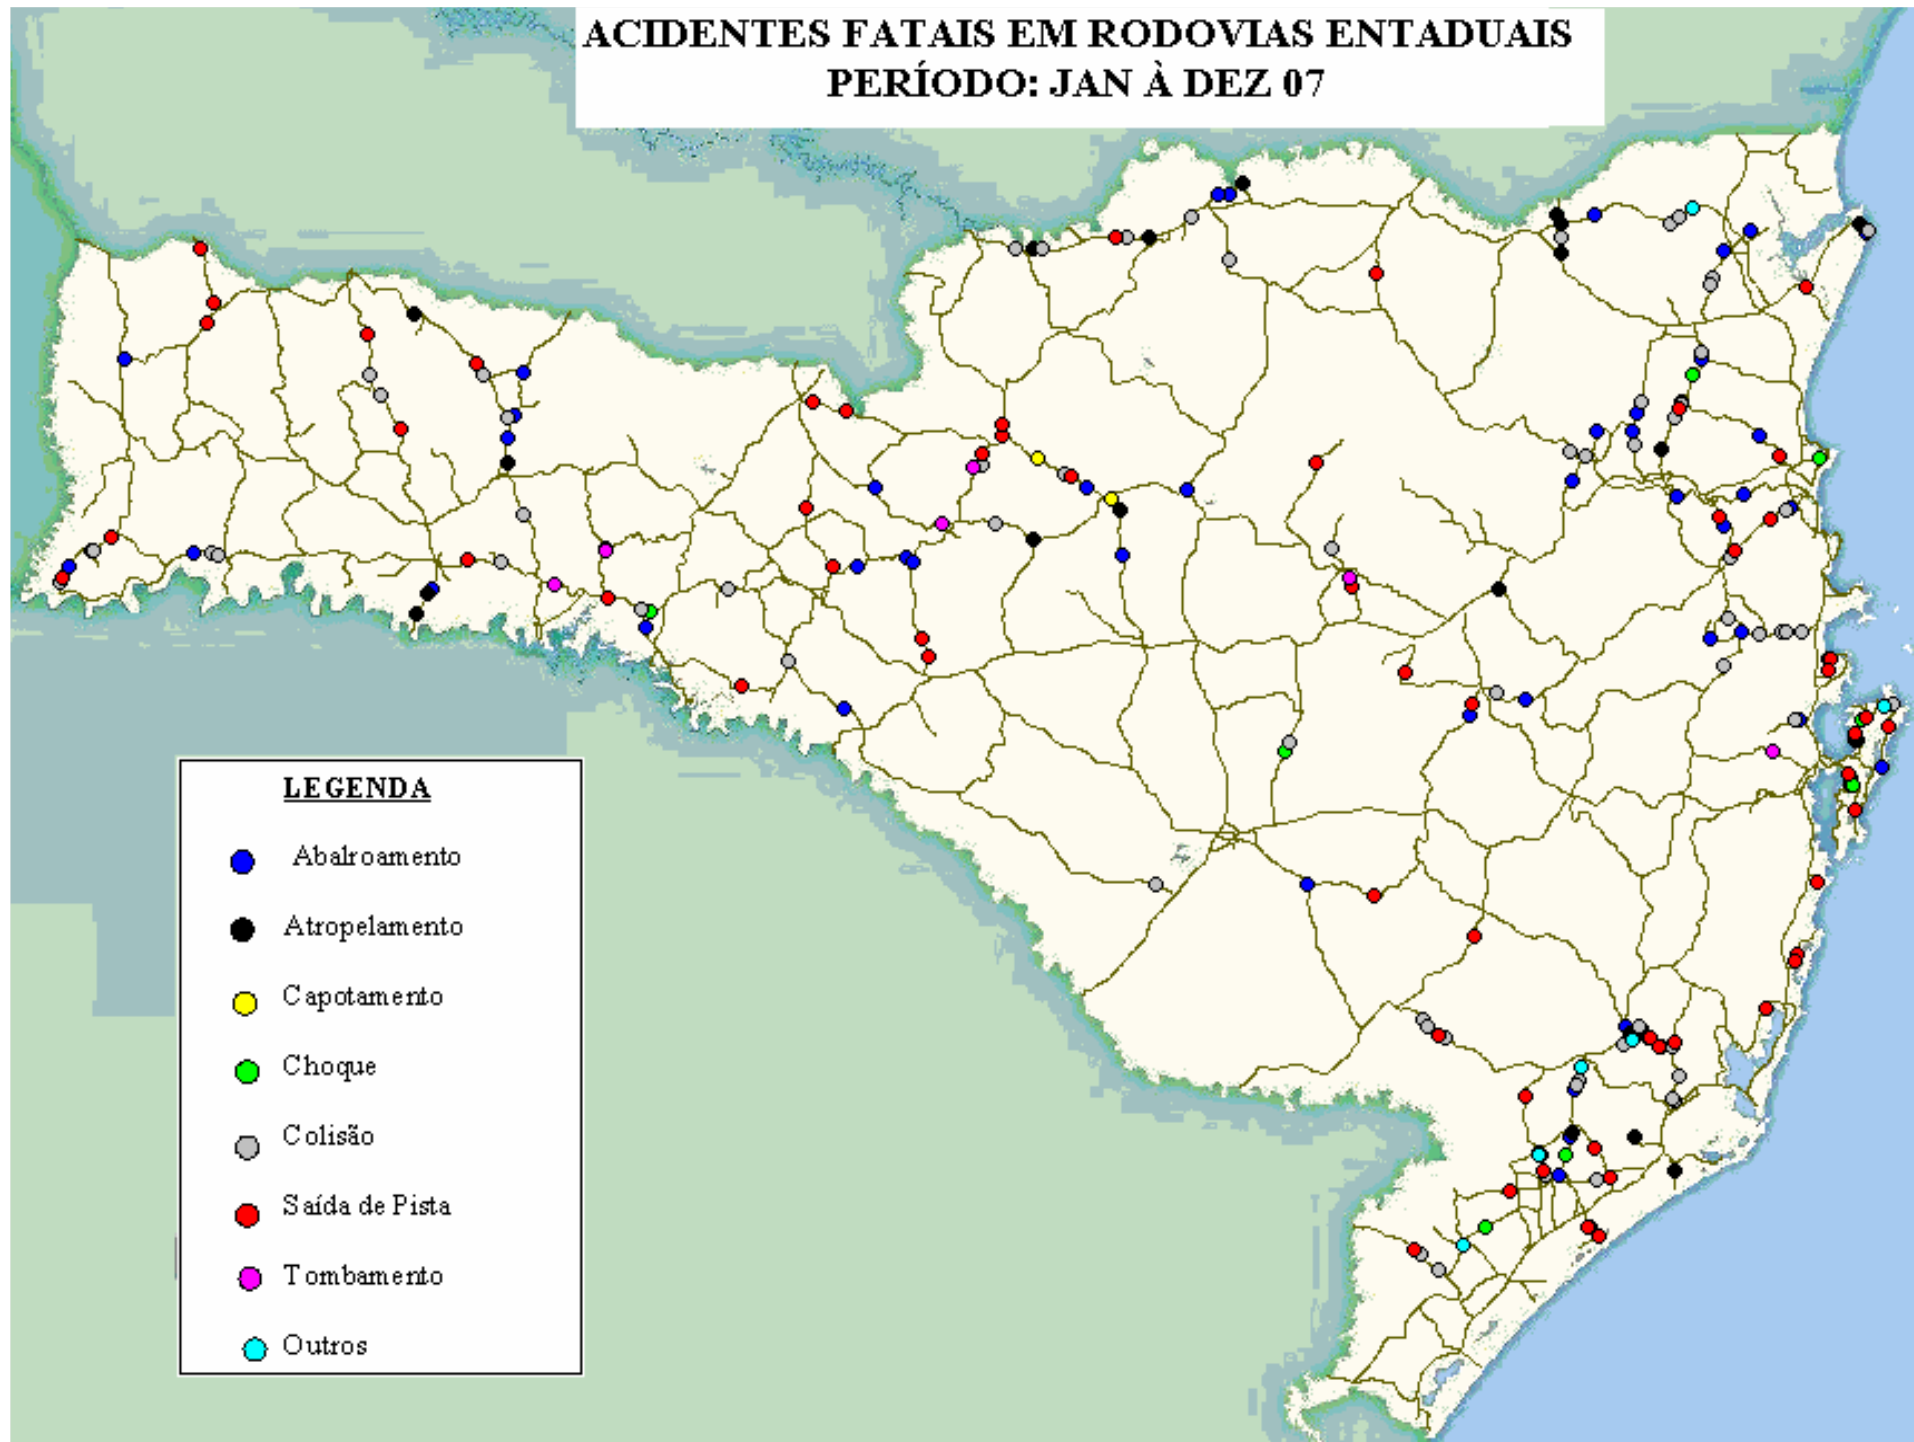 ACIDENTES FATAIS EM RODOVIAS ENTADUAIS
PERÍODO: JAN À DEZ 07
LEGENDA
Abalroamento
Atropelamento
Capotamento
Choque
Colisão
Saída de Pista
Tombamento
Outros